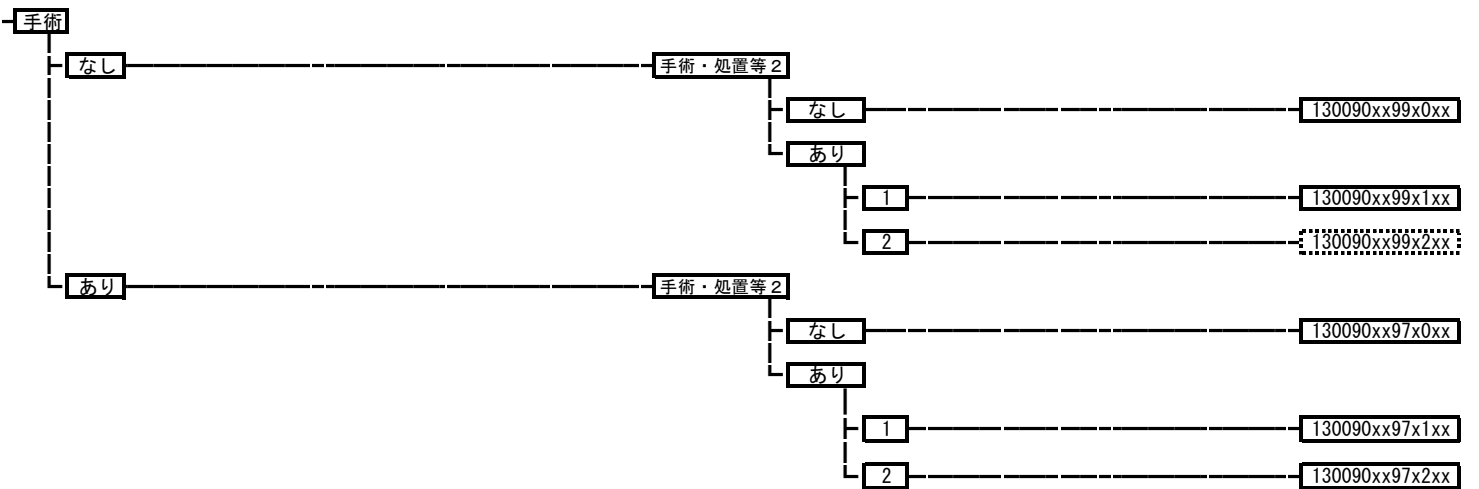 手術
なし 手術・処置等２
なし 130090xx99x0xx
あり
1 130090xx99x1xx
2 130090xx99x2xx
あり 手術・処置等２
なし 130090xx97x0xx
あり
1 130090xx97x1xx
2 130090xx97x2xx